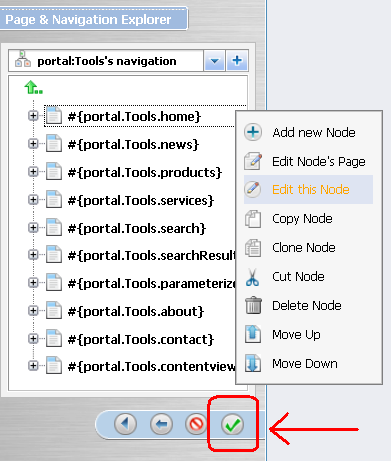 Page & Navigation Explorer
portal:Tools's navigation
#{portal.Tools.home}
#{portal.Tools.news}
#{portal.Tools.products}
#{portal.Tools.services}
#{portal.Tools.search}
#{portal.Tools.searchResult
#{portal.Tools.parameterize
#{portal.Tools.about}
#{portal.Tools.contact}
#{portal.Tools.contentview
Add new Node
Edit Node's Page
Edit this Node
Copy Node
Clone Node
Cut Node
Delete Node
Move Up
Move Down